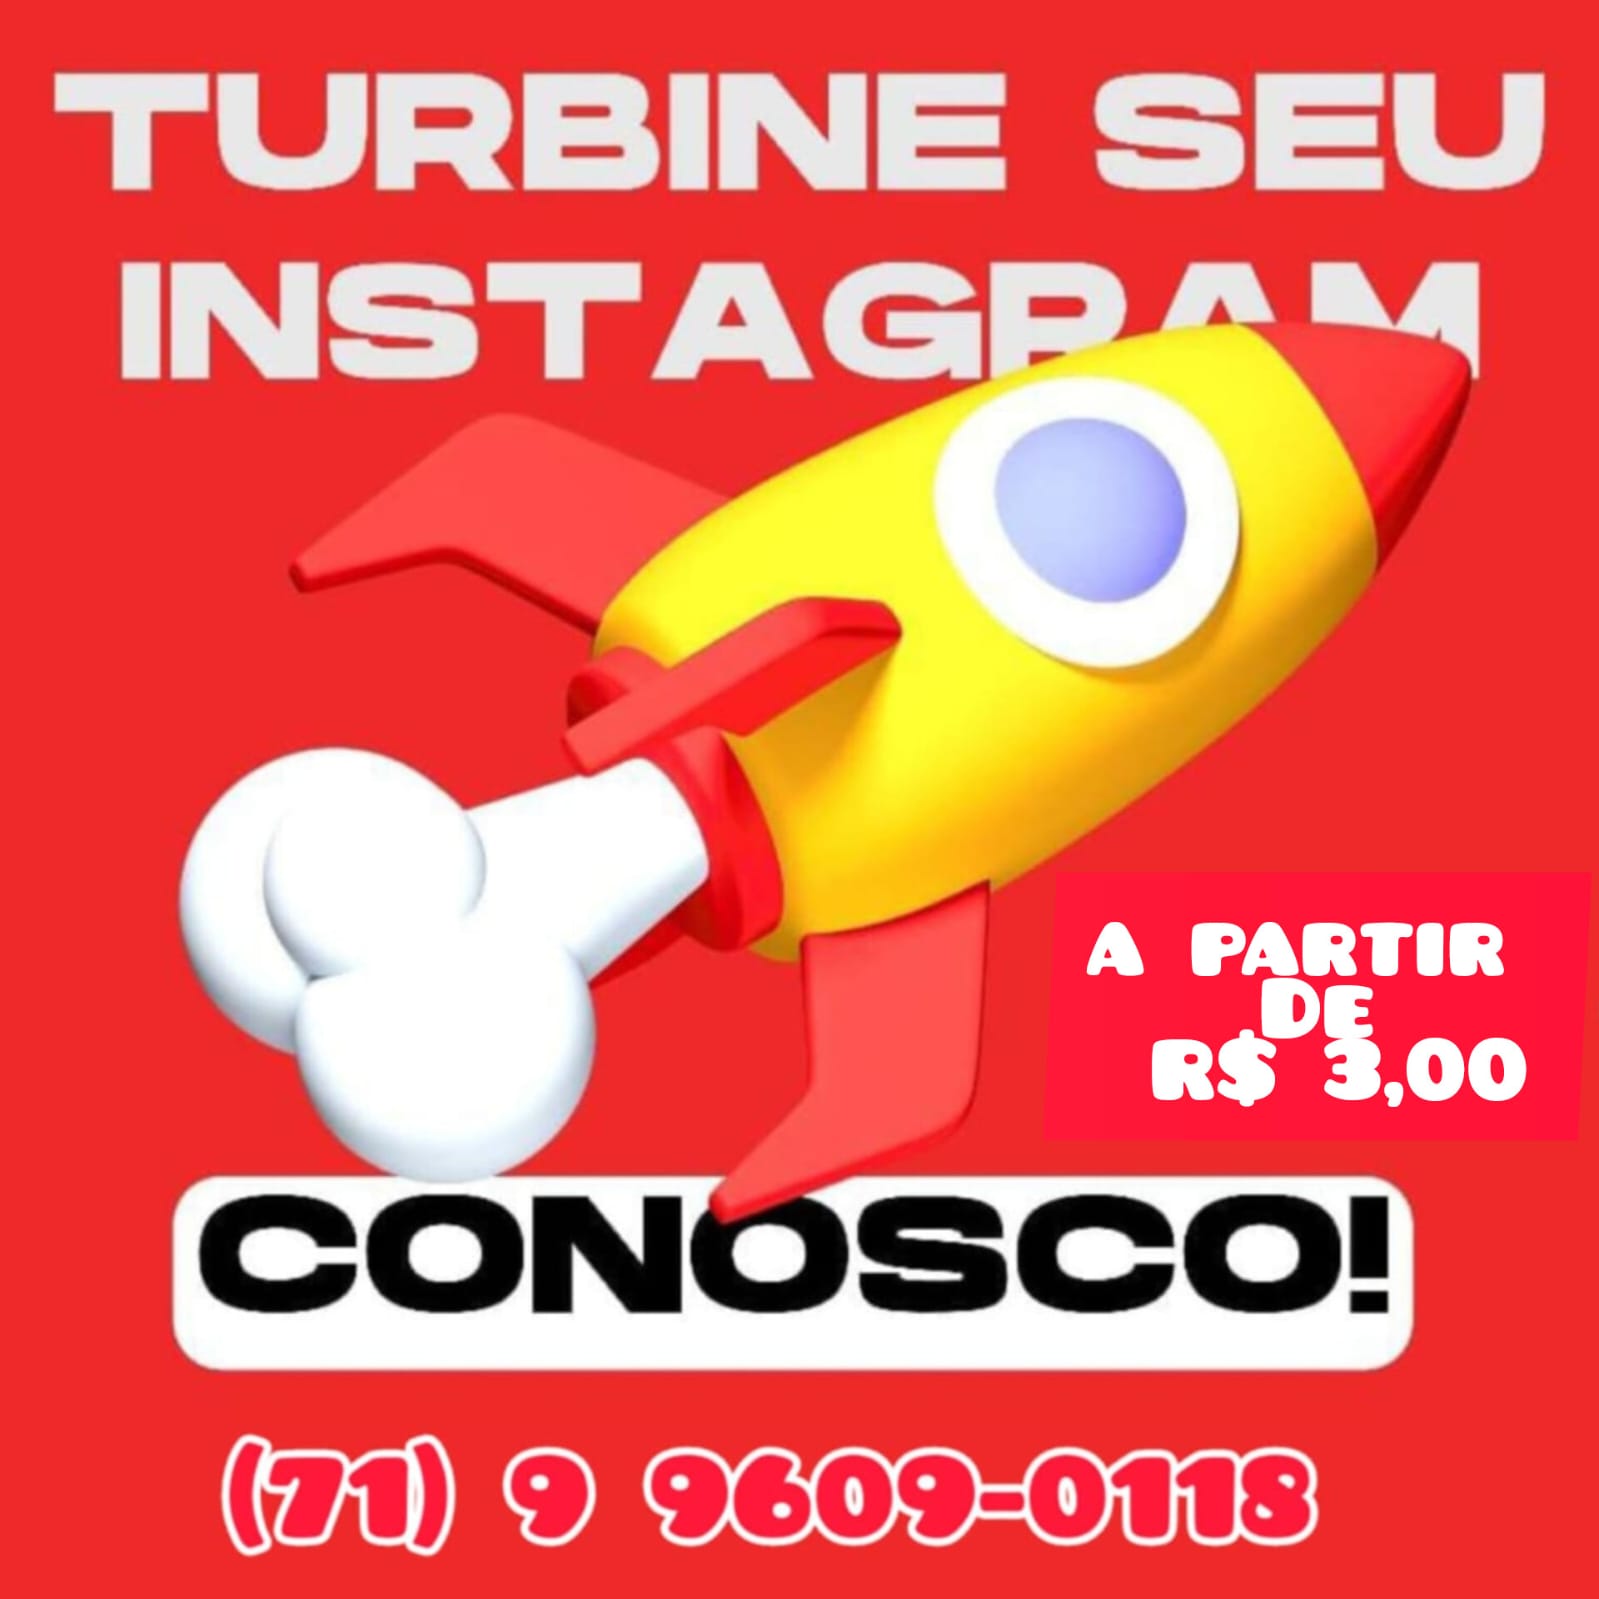 TURBINE SEU
INSTAGRAM
A PARTIR
DE
R$ 3,00
CONOSCO!
(71) 9 9609-0118